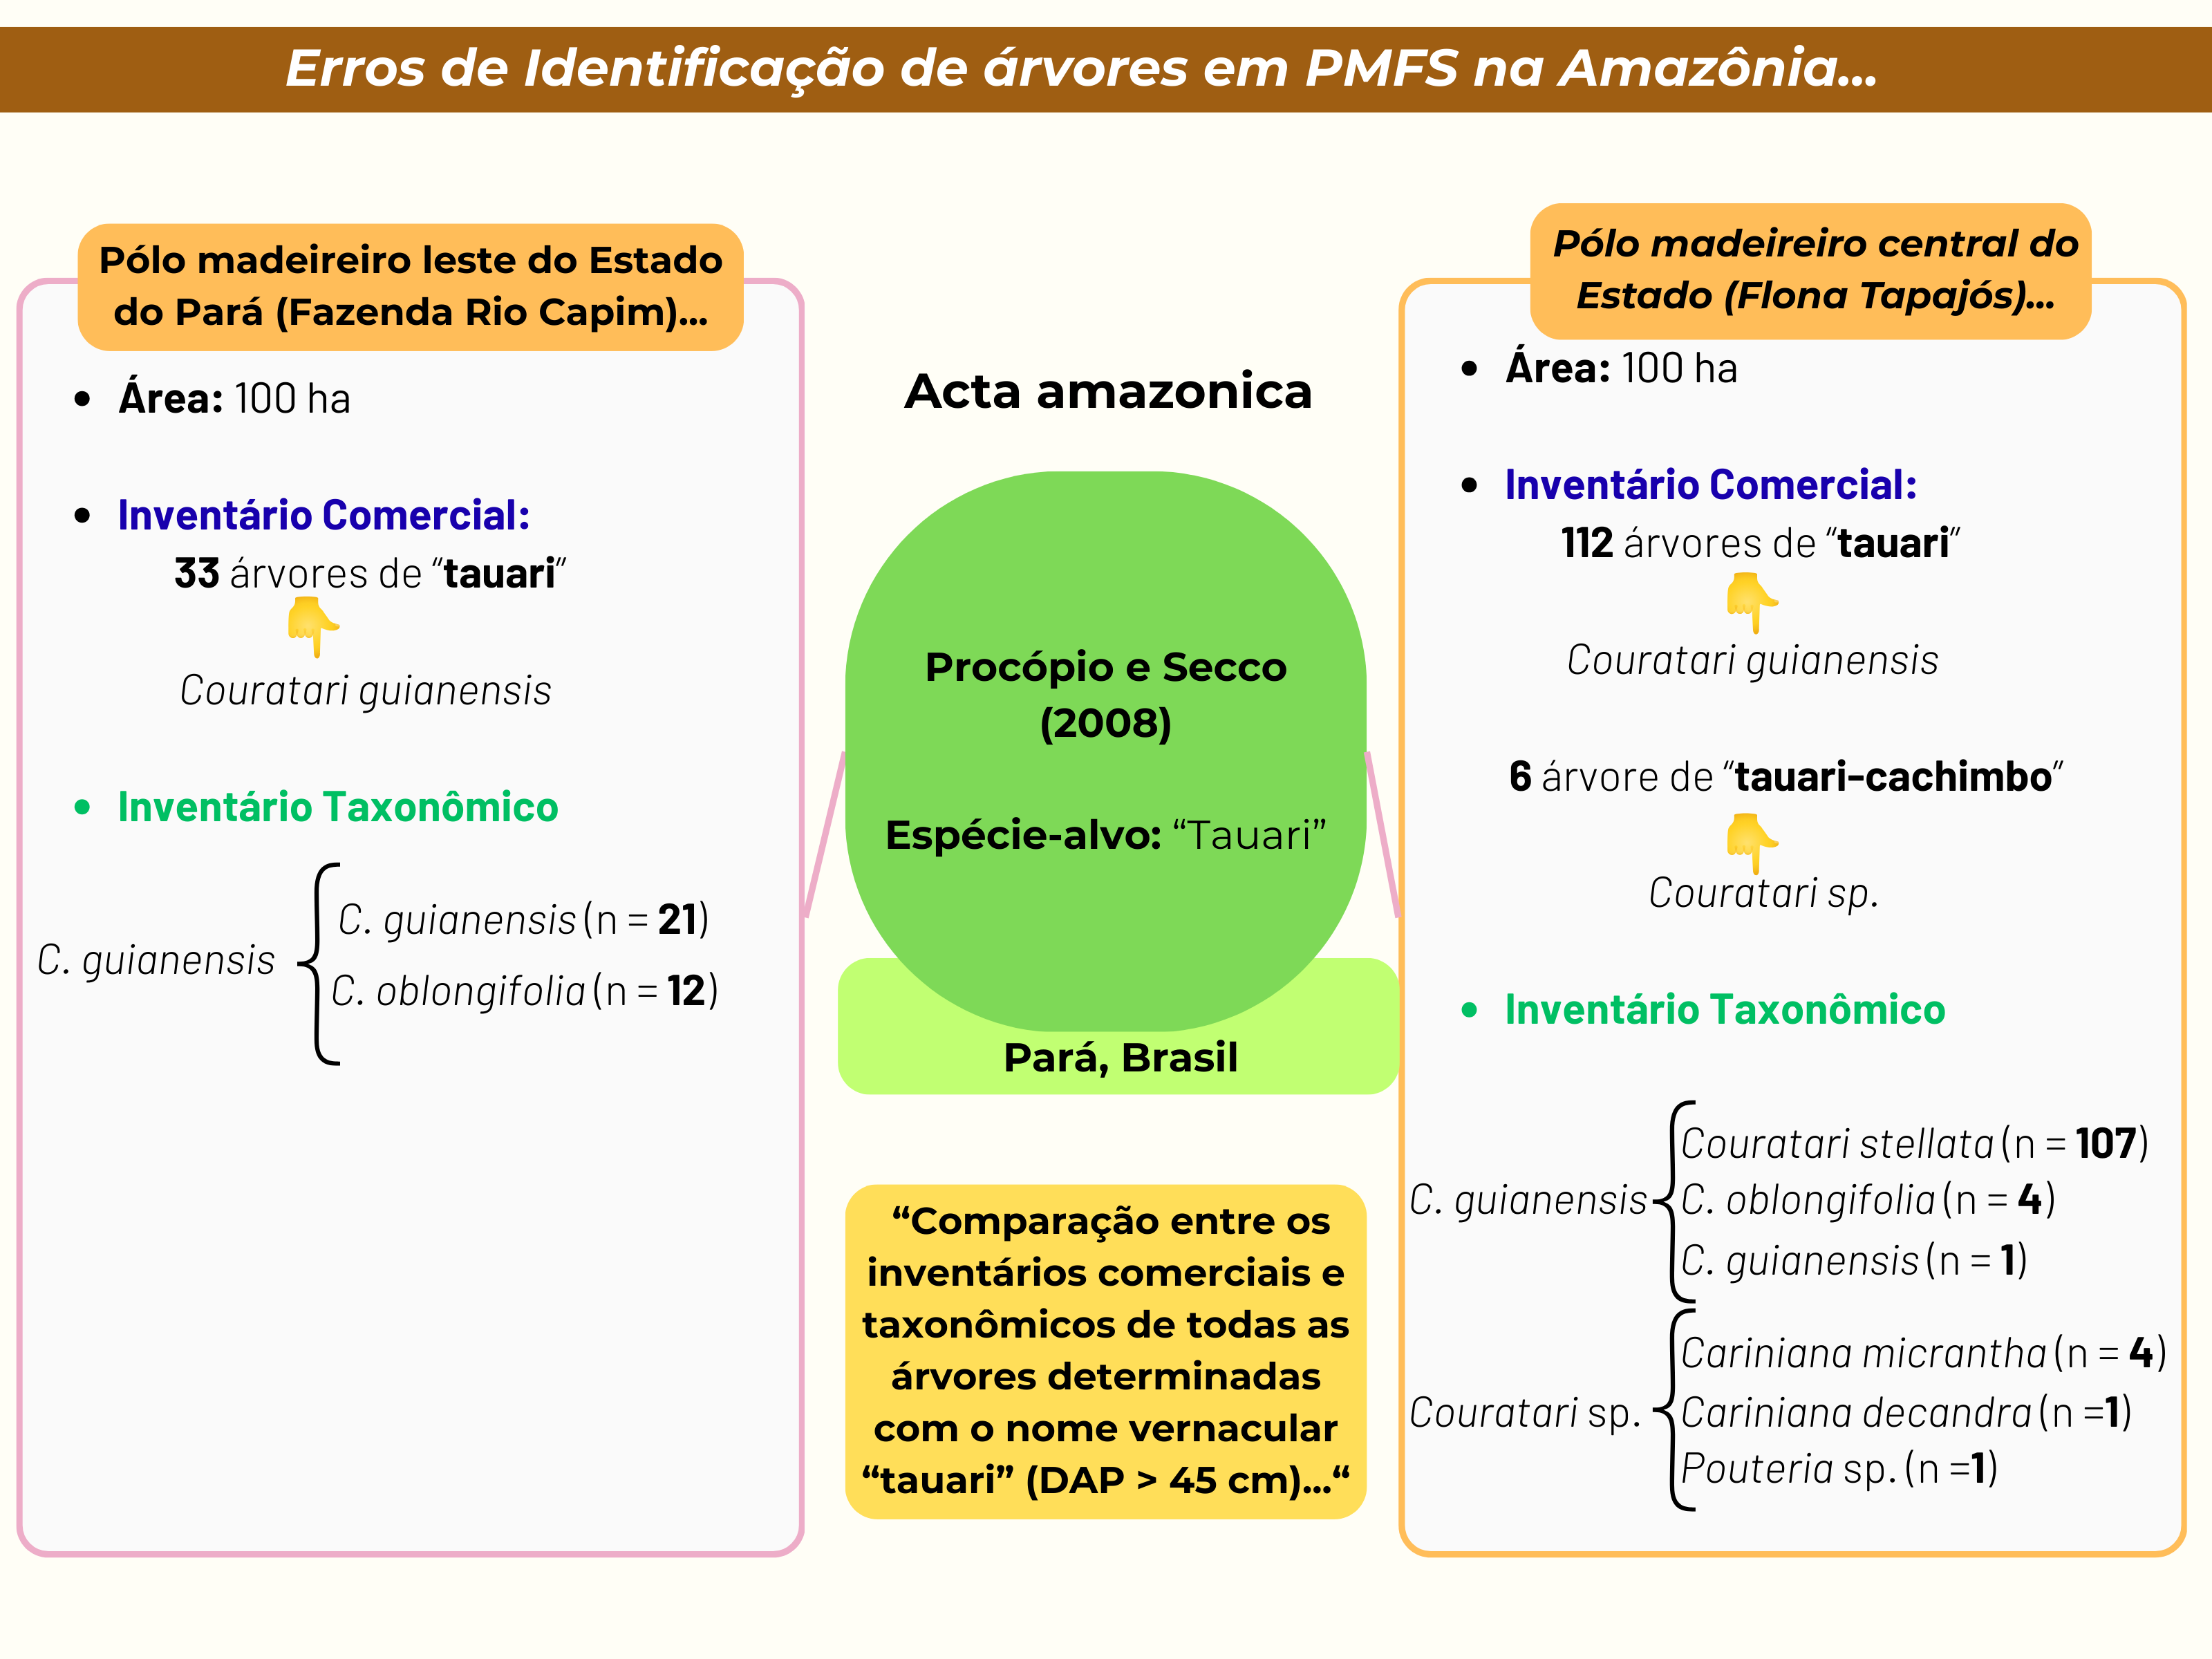 Erros de Identificação de árvores em PMFS na Amazônia...
Pólo madeireiro leste do Estado
do Pará (Fazenda Rio Capim)...
• Área: 100 ha
• Inventário Comercial:
33 árvores de “tauari”
Couratari guianensis
• Inventário Taxonômico
C. guianensis
C. guianensis (n = 21)
C. oblongifolia (n = 12)
Acta amazonica
Procópio e Secco
(2008)
Espécie-alvo: “Tauari”
Pará, Brasil
“Comparação entre os
inventários comerciais e
taxonômicos de todas as
árvores determinadas
com o nome vernacular
“tauari” (DAP > 45 cm)...“
Pólo madeireiro central do
Estado (Flona Tapajós)...
• Área: 100 ha
• Inventário Comercial:
112 árvores de “tauari”
Couratari guianensis
6 árvore de “tauari-cachimbo”
Couratari sp.
• Inventário Taxonômico
C. guianensis
Couratari stellata (n = 107)
C. oblongifolia (n = 4)
C. guianensis (n = 1)
Couratari sp.
Cariniana micrantha (n = 4)
Cariniana decandra (n =1)
Pouteria sp. (n =1)